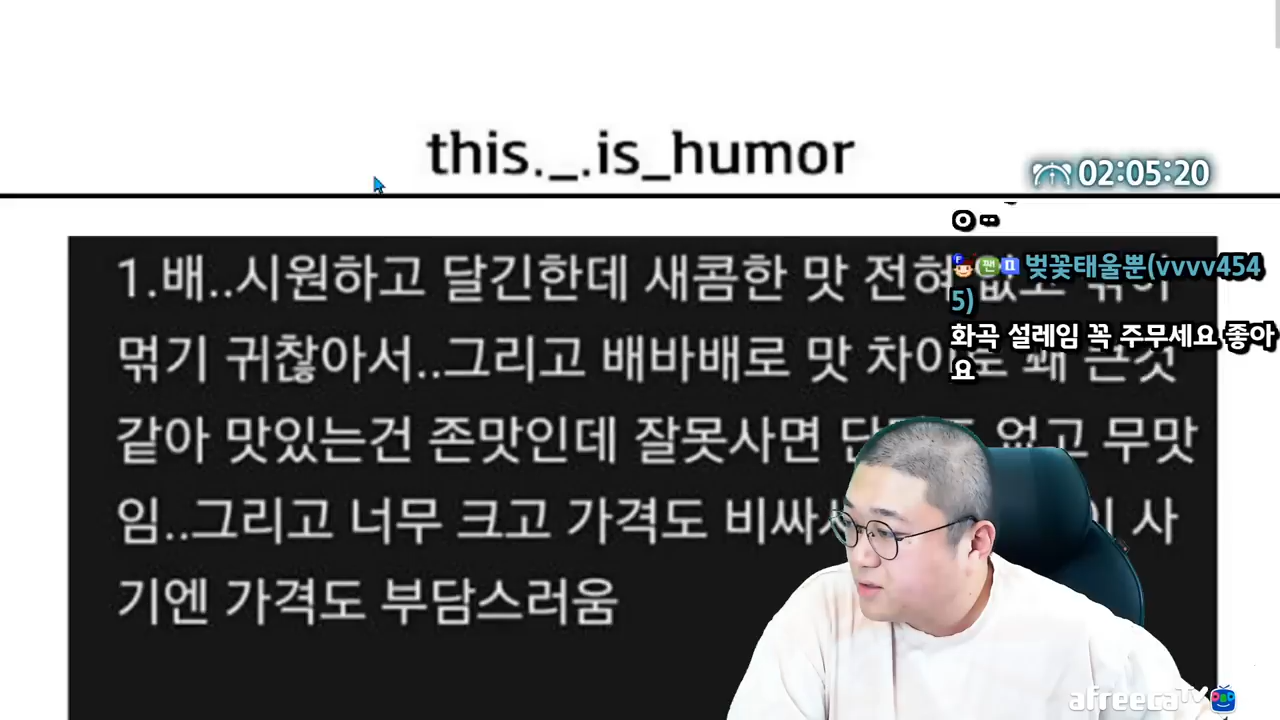 this._.is_humor
02:05:20
1.배..시원하고 달긴한데 새콤한 맛 전혀
먺기 귀찮아서..그리고 배바배로 맛 차이도 꽤 큰것
같아 맛있는건 존맛인데 잘못사면 없고 무맛
임..그리고 너무 크고 가격도 사
기엔 가격도 부담스러움
벚꽃태울뿐(vvvv454
5)
화곡 설레임 꼭 주무세요 좋아
요
afreecaTV